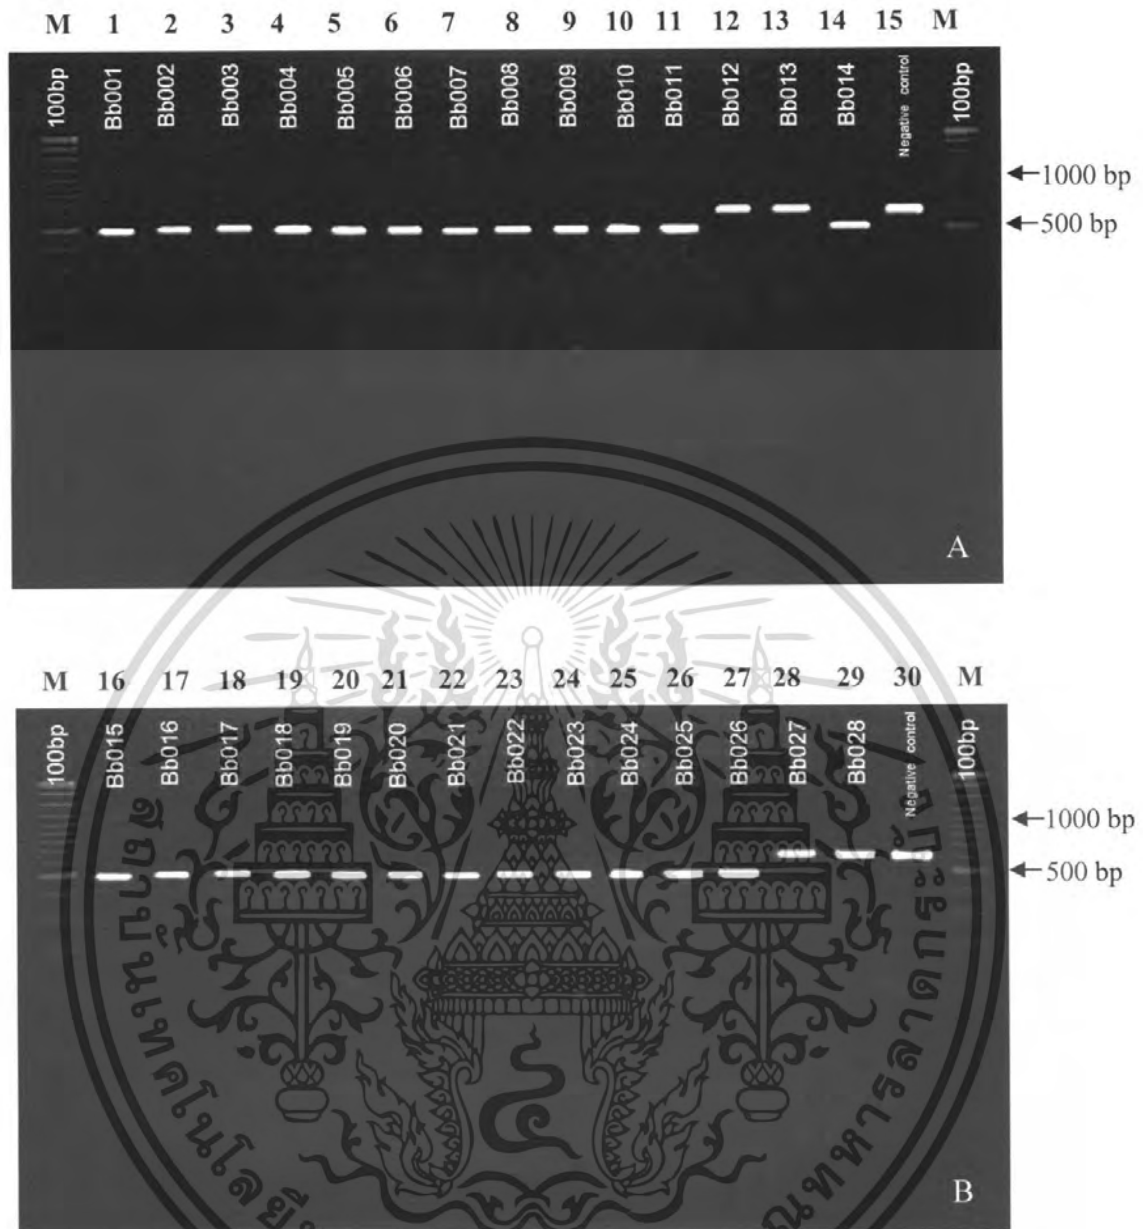 M 1 2 3 4 5 6 7 8 9 10 11 12 13 14 15 M
100bp Bb001 Bb002 Bb003 Bb004 Bb005 Bb006 Bb007 Bb008 Bb009 Bb010 Bb011 Bb012 Bb013 Bb014 Negative control 100bp
1000 bp
500 bp
A
M 16 17 18 19 20 21 22 23 24 25 26 27 28 29 30 M
100bp Bb015 Bb016 Bb017 Bb018 Bb019 Bb020 Bb021 Bb022 Bb023 Bb024 Bb025 Bb026 Bb027 Bb028 Negative control 100bp
1000 bp
500 bp
B